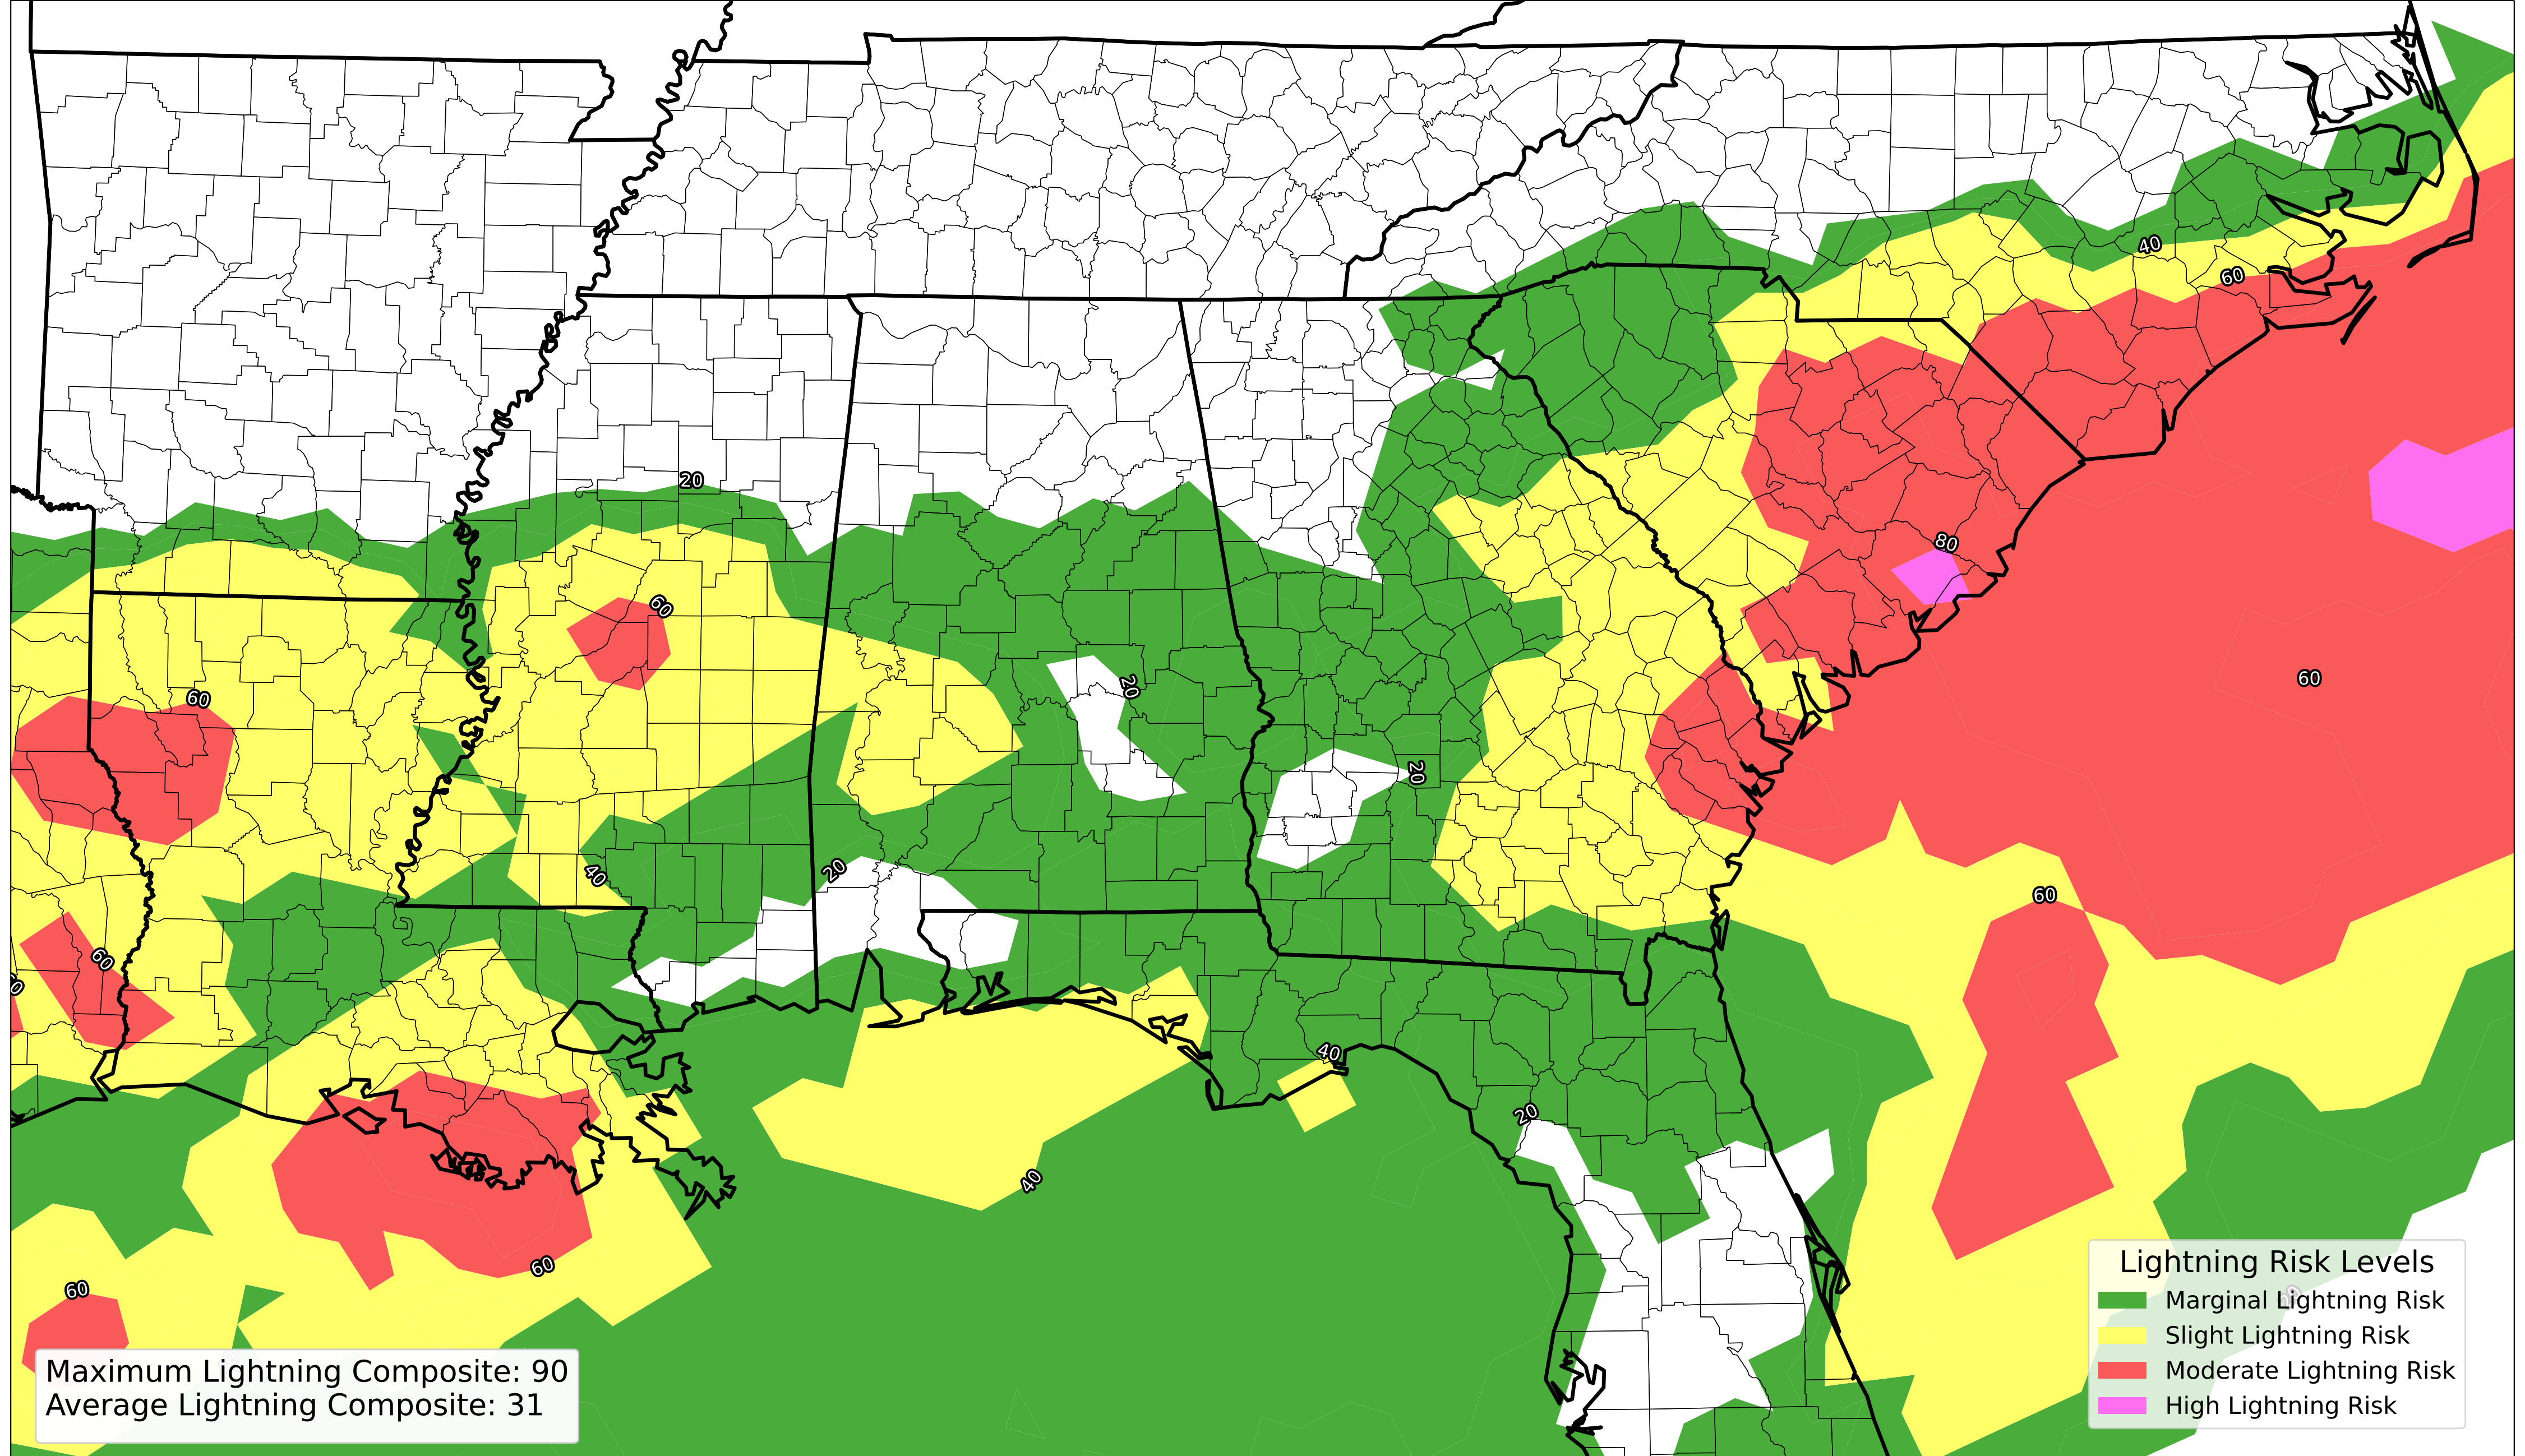 40
60
20
80
60
60
20
60
20
20
40
60
60
40
20
40
60
60
Lightning Risk Levels
Marginal Lightning Risk
Slight Lightning Risk
Moderate Lightning Risk
High Lightning Risk
Maximum Lightning Composite: 90
Average Lightning Composite: 31